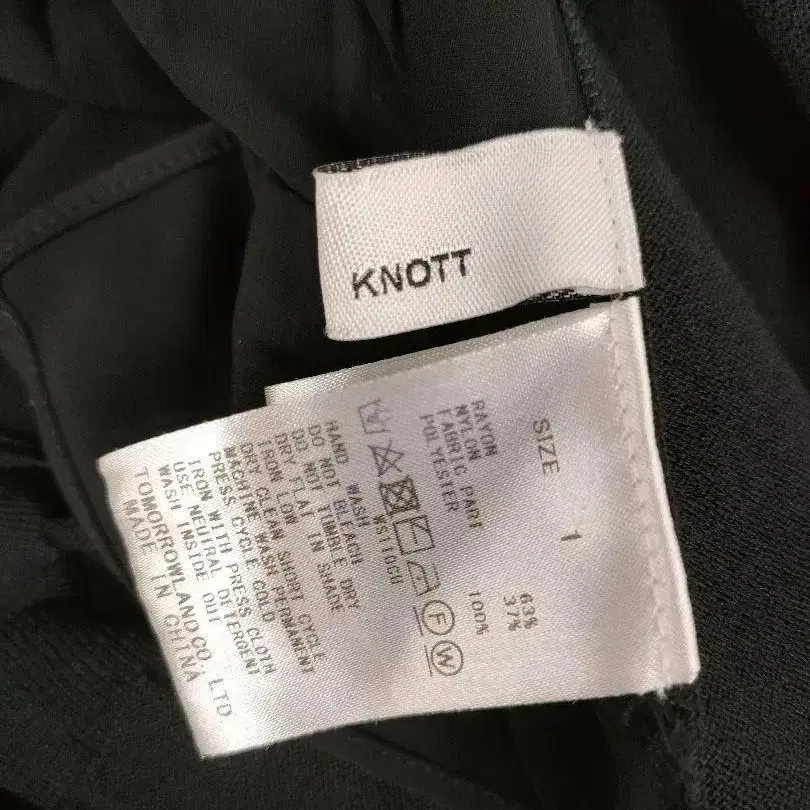 KNOTT
SIZE 1
RAYON 63%
NYLON 37%
FABRIC PART
POLYESTER 100%
F W
HAND WASH
DO NOT BLEACH
DO NOT TUMBLE DRY
DRY FLAT IN SHADE
IRON LOW
DRY CLEAN SHORT CYCLE
MACHINE WASH PERMANENT
PRESS CYCLE COLD
IRON WITH PRESS CLOTH
USE NEUTRAL DETERGENT
WASH INSIDE OUT
TOMORROWLAND CO., LTD.
MADE IN CHINA